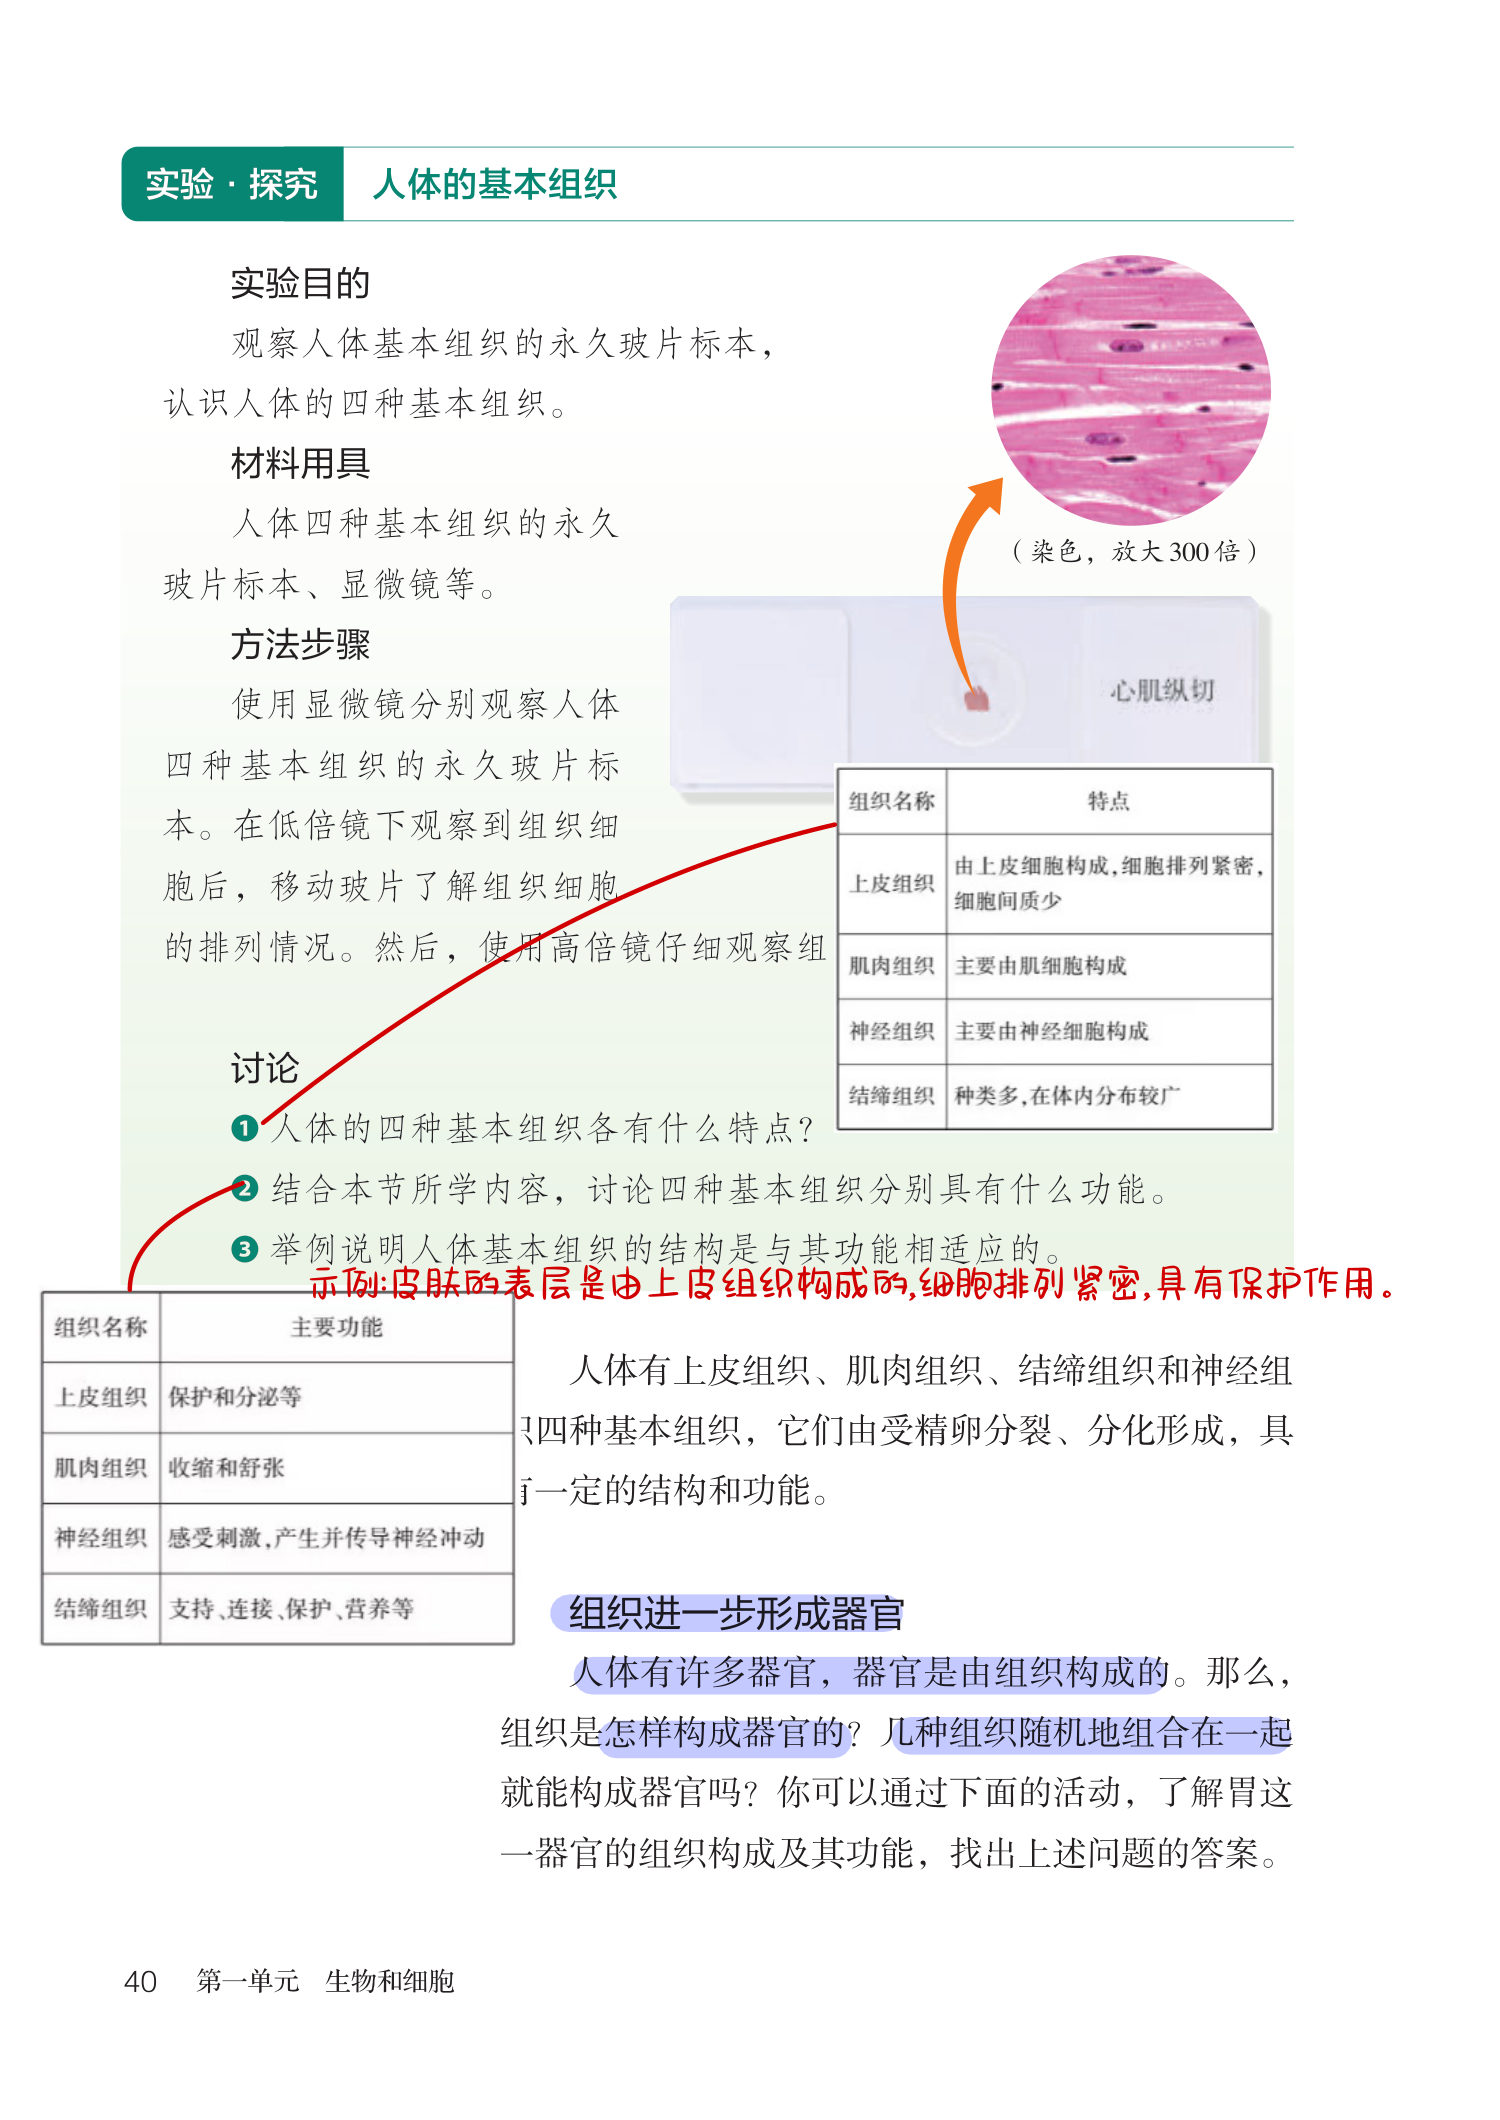 实验·探究 人体的基本组织
实验目的
观察人体基本组织的永久玻片标本，
认识人体的四种基本组织。
材料用具
人体四种基本组织的永久
玻片标本、显微镜等。
方法步骤
使用显微镜分别观察人体
四种基本组织的永久玻片标
本。在低倍镜下观察到组织细
胞后，移动玻片了解组织细胞
的排列情况。然后，使用高倍镜仔细观察组
（染色，放大300倍）
心肌纵切
组织名称 特点
上皮组织 由上皮细胞构成，细胞排列紧密，
细胞间质少
肌肉组织 主要由肌细胞构成
神经组织 主要由神经细胞构成
结缔组织 种类多，在体内分布较广
讨论
1 人体的四种基本组织各有什么特点？
2 结合本节所学内容，讨论四种基本组织分别具有什么功能。
3 举例说明人体基本组织的结构是与其功能相适应的。
示例:皮肤的表层是由上皮组织构成的,细胞排列紧密,具有保护作用。
组织名称 主要功能
上皮组织 保护和分泌等
肌肉组织 收缩和舒张
神经组织 感受刺激，产生并传导神经冲动
结缔组织 支持、连接、保护、营养等
人体有上皮组织、肌肉组织、结缔组织和神经组
四种基本组织，它们由受精卵分裂、分化形成，具
一定的结构和功能。
组织进一步形成器官
人体有许多器官，器官是由组织构成的。那么，
组织是怎样构成器官的？几种组织随机地组合在一起
就能构成器官吗？你可以通过下面的活动，了解胃这
一器官的组织构成及其功能，找出上述问题的答案。
40 第一单元 生物和细胞